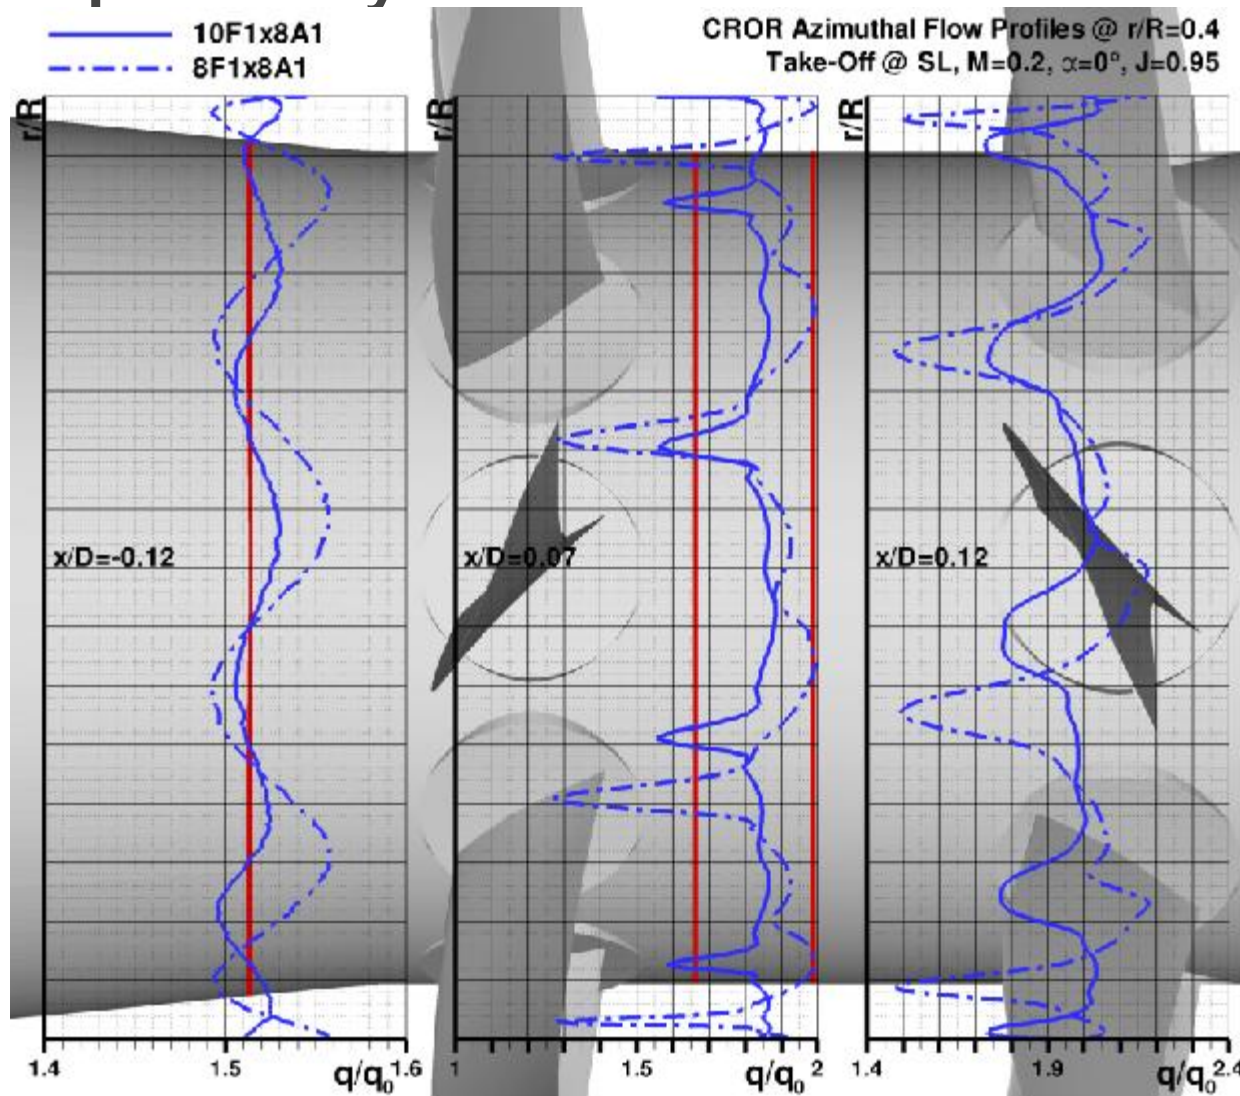 10F1x8A1
8F1x8A1
CROR Azimuthal Flow Profiles @ r/R=0.4
Take-Off @ SL, M=0.2, α=0°, J=0.95
r/R
r/R
r/R
x/D=-0.12
x/D=0.07
x/D=0.12
1.4 1.5 q/q0 1.6
1 1.5 q/q0 2
1.4 1.9 q/q0 2.4